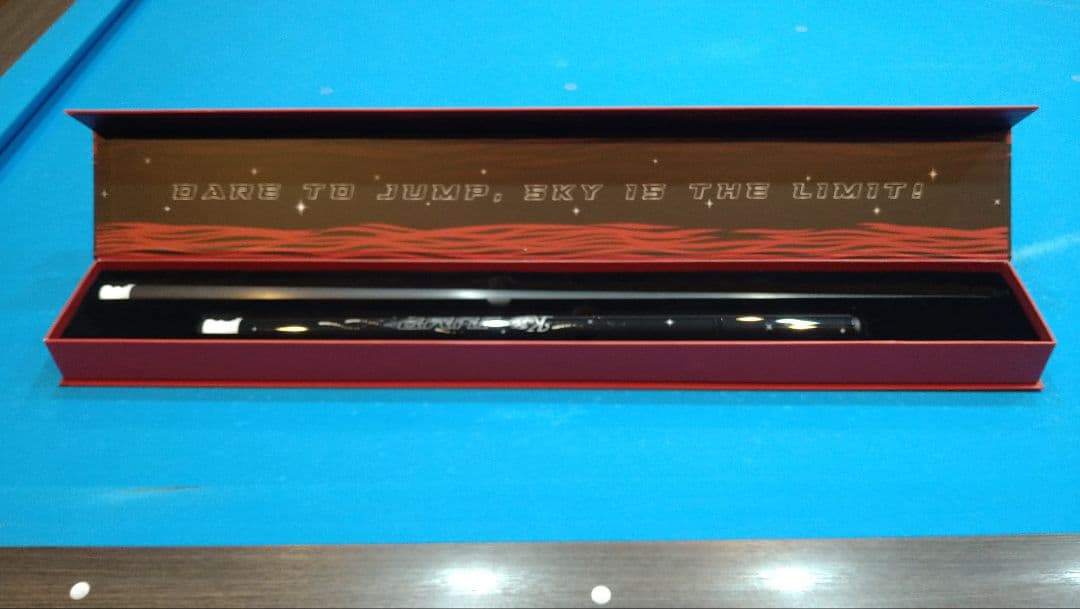 DARE TO JUMP, SKY IS THE LIMIT!